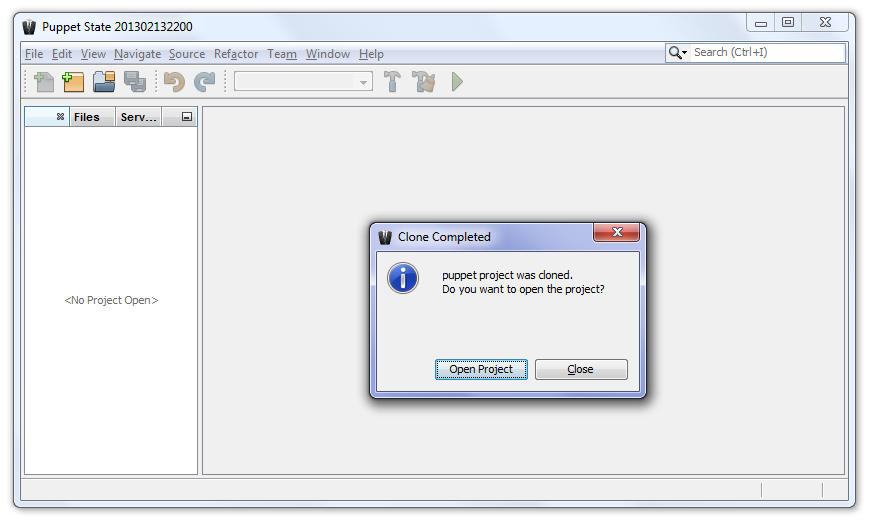 Puppet State 201302132200
File Edit View Navigate Source Refactor Team Window Help
Search (Ctrl+I)
Files Serv...
<No Project Open>
Clone Completed
puppet project was cloned.
Do you want to open the project?
Open Project Close